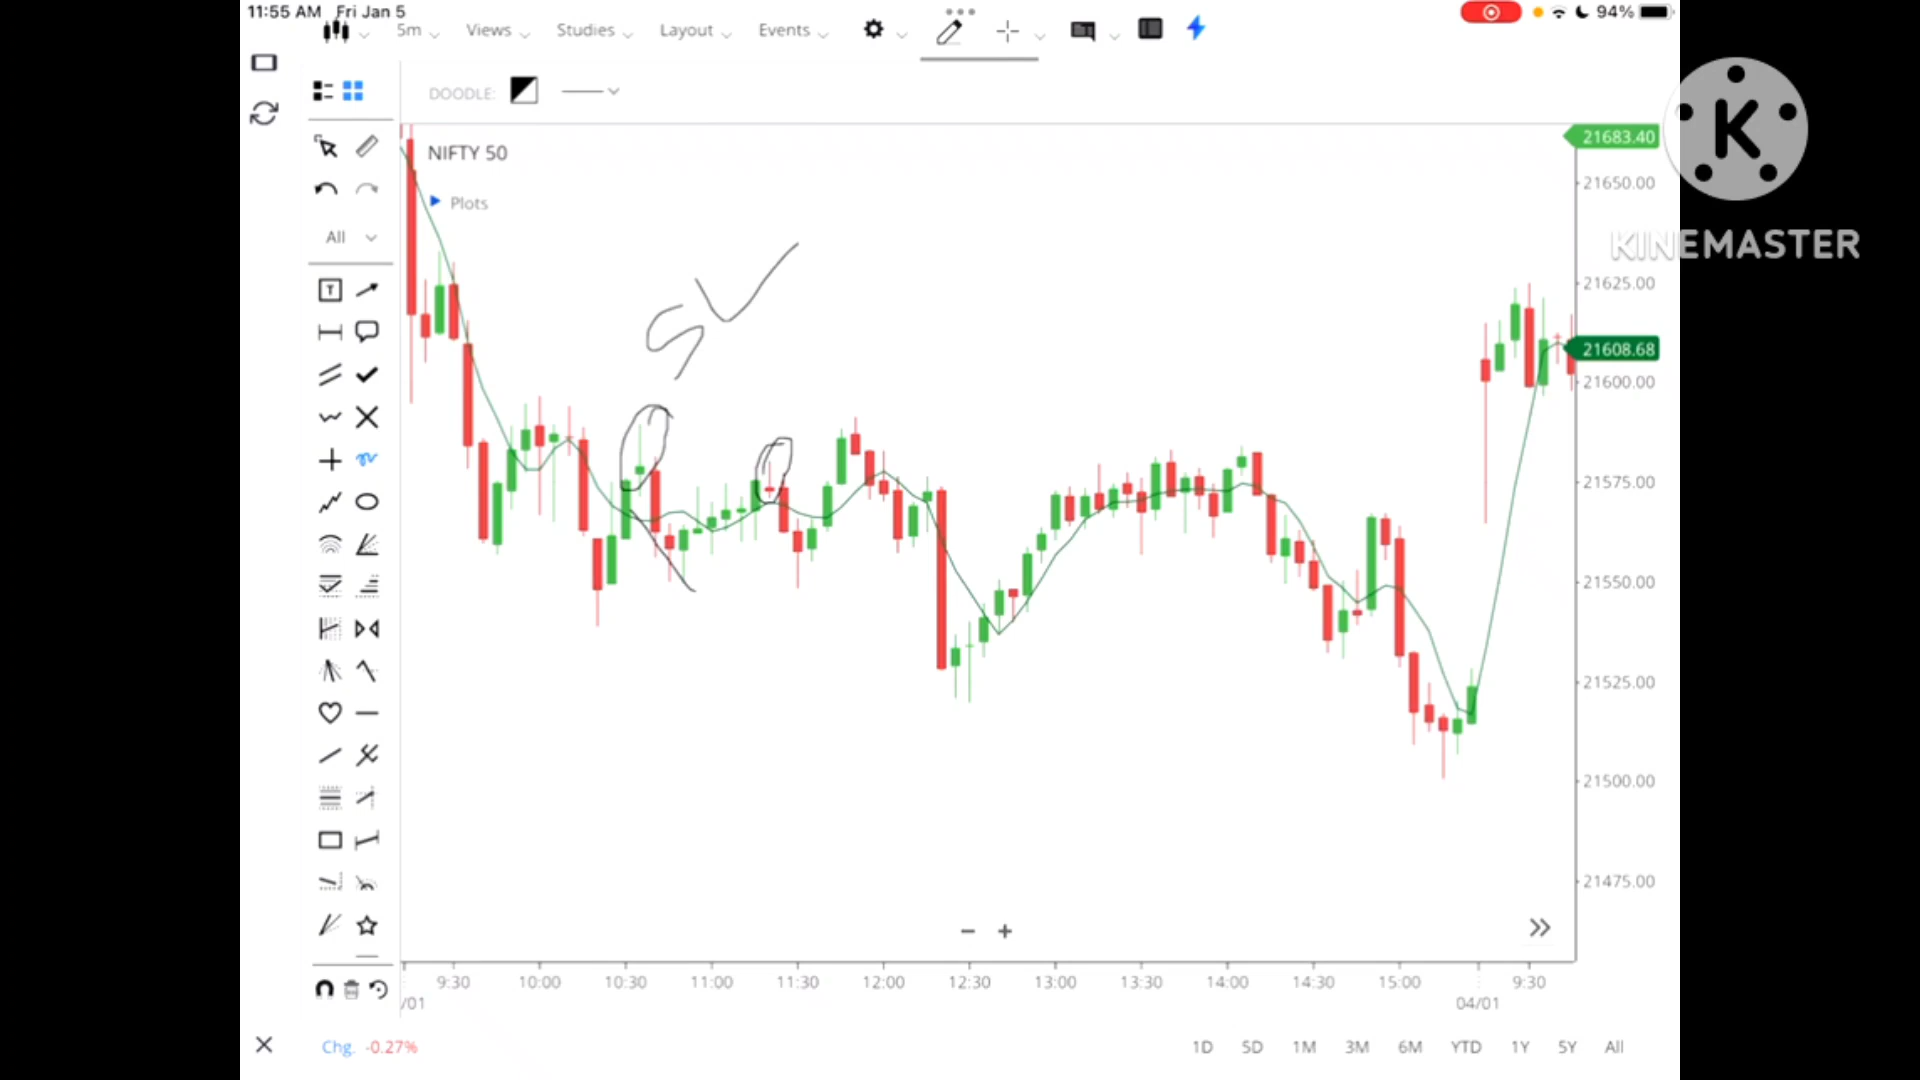 11:55 AM Fri Jan 5
94%
5m Views Studies Layout Events
DOODLE:
K
KINEMASTER
NIFTY 50
Plots
All
T
SL
21683.40
21650.00
21625.00
21608.68
21600.00
21575.00
21550.00
21525.00
21500.00
21475.00
9:30 10:00 10:30 11:00 11:30 12:00 12:30 13:00 13:30 14:00 14:30 15:00 9:30
/01 04/01
Chg. -0.27%
1D 5D 1M 3M 6M YTD 1Y 5Y All